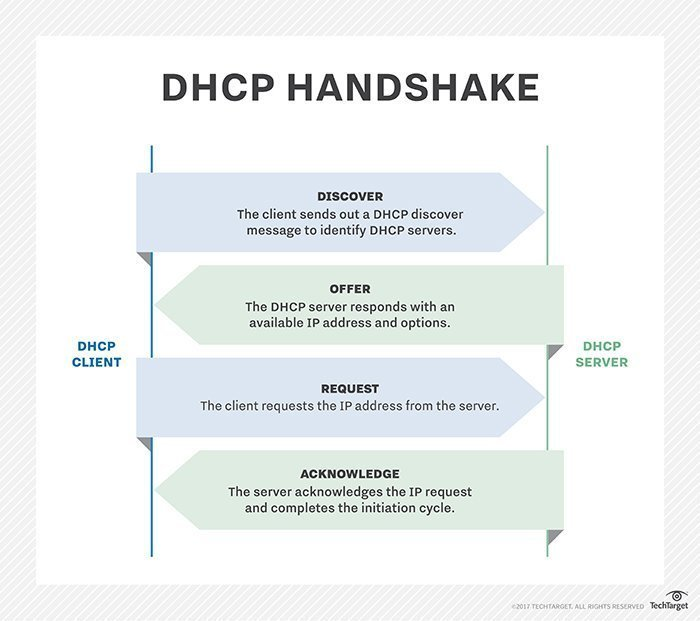 DHCP HANDSHAKE
DISCOVER
The client sends out a DHCP discover
message to identify DHCP servers.
OFFER
The DHCP server responds with an
available IP address and options.
DHCP
CLIENT
DHCP
SERVER
REQUEST
The client requests the IP address from the server.
ACKNOWLEDGE
The server acknowledges the IP request
and completes the initiation cycle.
©2017 TECHTARGET. ALL RIGHTS RESERVED
TechTarget